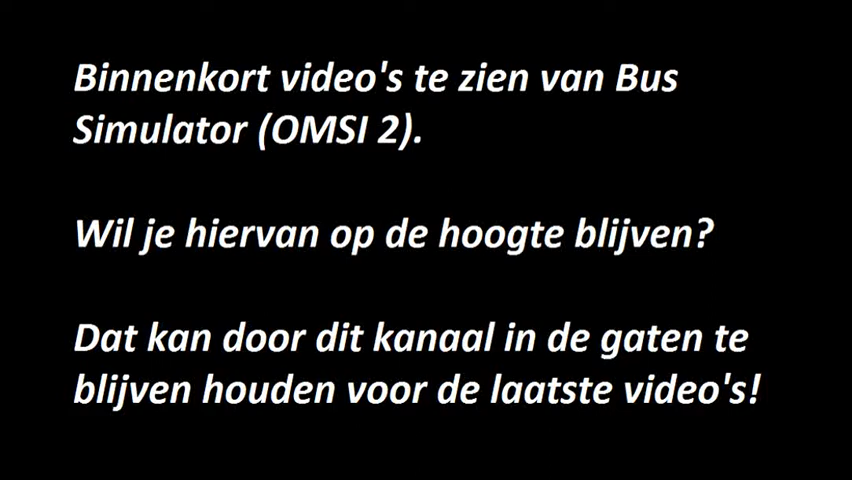 Binnenkort video's te zien van Bus
Simulator (OMSI 2).
Wil je hiervan op de hoogte blijven?
Dat kan door dit kanaal in de gaten te
blijven houden voor de laatste video's!